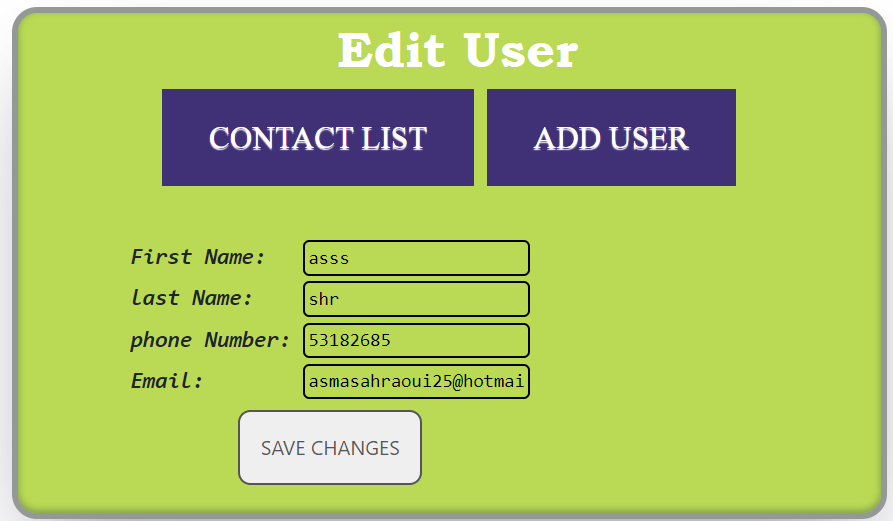 Edit User
CONTACT LIST ADD USER
First Name: asss
last Name: shr
phone Number: 53182685
Email: asmasahraoui25@hotmai
SAVE CHANGES